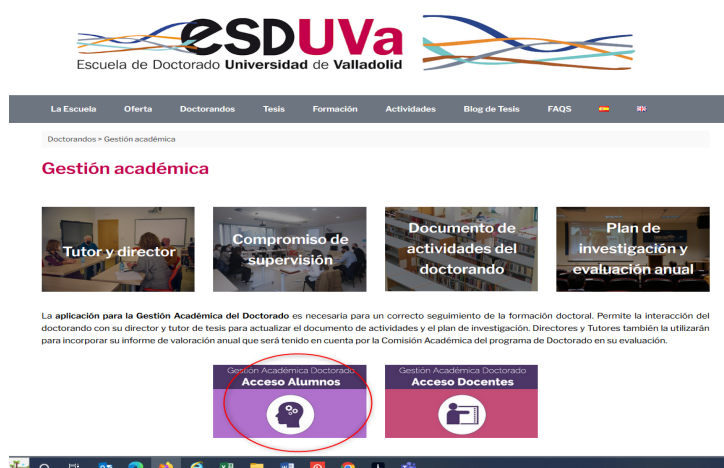 esDUVa
Escuela de Doctorado Universidad de Valladolid
La Escuela Oferta Doctorandos Tesis Formación Actividades Blog de Tesis FAQS
Doctorandos > Gestión académica
Gestión académica
Tutor y director
Compromiso de
supervisión
Documento de
actividades del
doctorando
Plan de
investigación y
evaluación anual
La aplicación para la Gestión Académica del Doctorado es necesaria para un correcto seguimiento de la formación doctoral. Permite la interacción del
doctorando con su director y tutor de tesis para actualizar el documento de actividades y el plan de investigación. Directores y Tutores también la utilizarán
para incorporar su informe de valoración anual que será tenido en cuenta por la Comisión Académica del programa de Doctorado en su evaluación.
Gestión Académica Doctorado
Acceso Alumnos
Gestión Académica Doctorado
Acceso Docentes